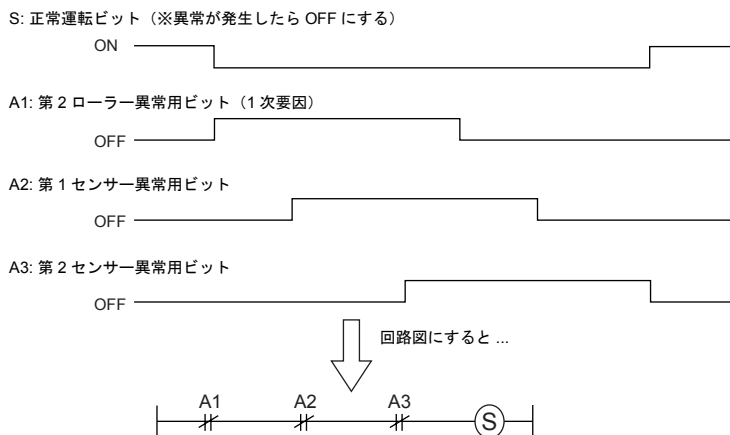 S: 正常運転ビット（※異常が発生したら OFF にする）
ON
A1: 第 2 ローラー異常用ビット（1 次要因）
OFF
A2: 第 1 センサー異常用ビット
OFF
A3: 第 2 センサー異常用ビット
OFF
回路図にすると ...
A1 A2 A3
S